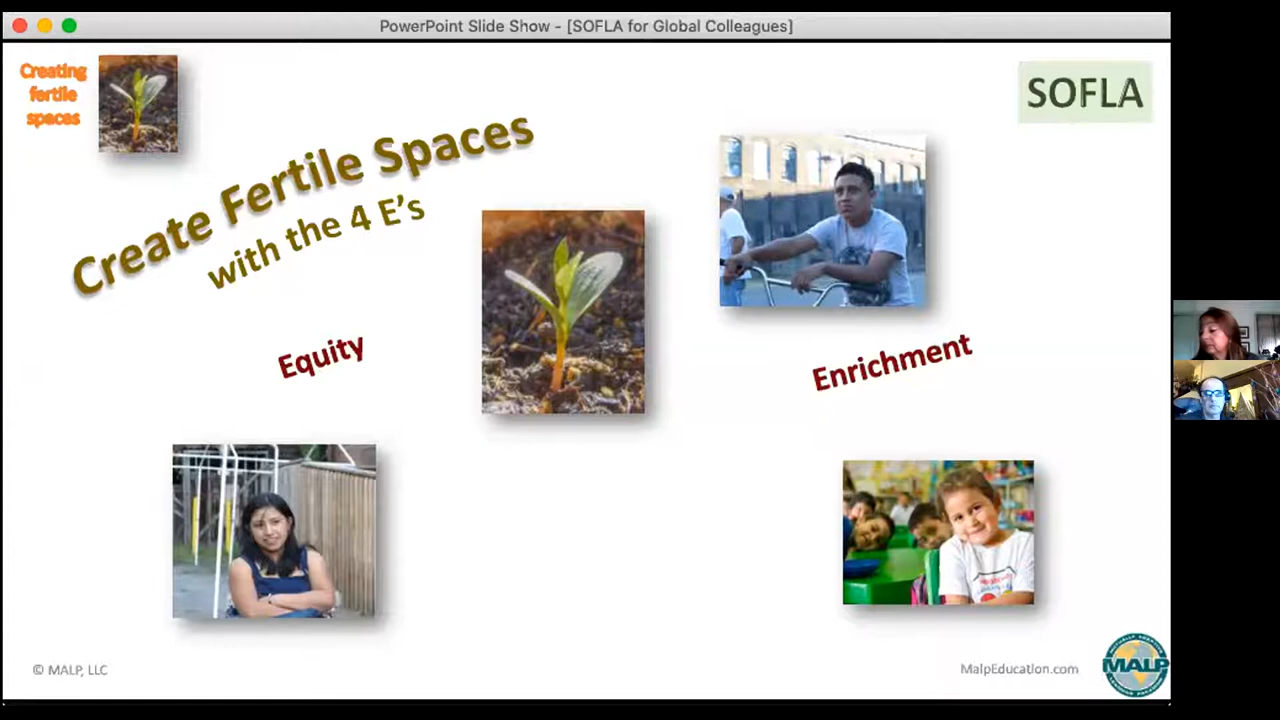 PowerPoint Slide Show - [SOFLA for Global Colleagues]
Creating
fertile
spaces
SOFLA
Create Fertile Spaces
with the 4 E's
Equity
Enrichment
© MALP, LLC
MalpEducation.com
MALP